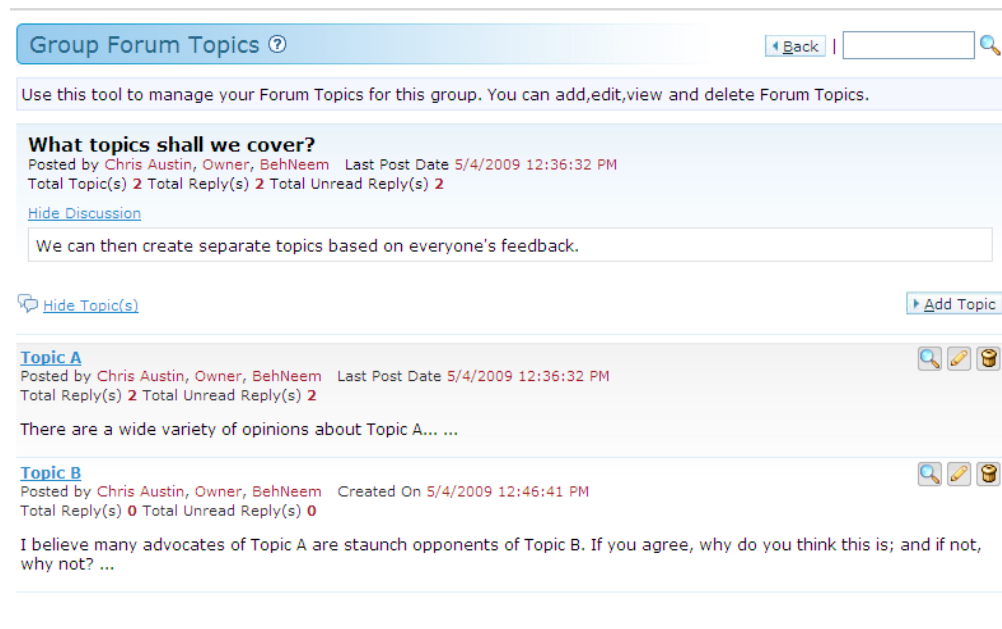 Group Forum Topics ?
Back |
Use this tool to manage your Forum Topics for this group. You can add,edit,view and delete Forum Topics.
What topics shall we cover?
Posted by Chris Austin, Owner, BehNeem Last Post Date 5/4/2009 12:36:32 PM
Total Topic(s) 2 Total Reply(s) 2 Total Unread Reply(s) 2
Hide Discussion
We can then create separate topics based on everyone's feedback.
Hide Topic(s)
Add Topic
Topic A
Posted by Chris Austin, Owner, BehNeem Last Post Date 5/4/2009 12:36:32 PM
Total Reply(s) 2 Total Unread Reply(s) 2
There are a wide variety of opinions about Topic A... ...
Topic B
Posted by Chris Austin, Owner, BehNeem Created On 5/4/2009 12:46:41 PM
Total Reply(s) 0 Total Unread Reply(s) 0
I believe many advocates of Topic A are staunch opponents of Topic B. If you agree, why do you think this is; and if not,
why not? ...